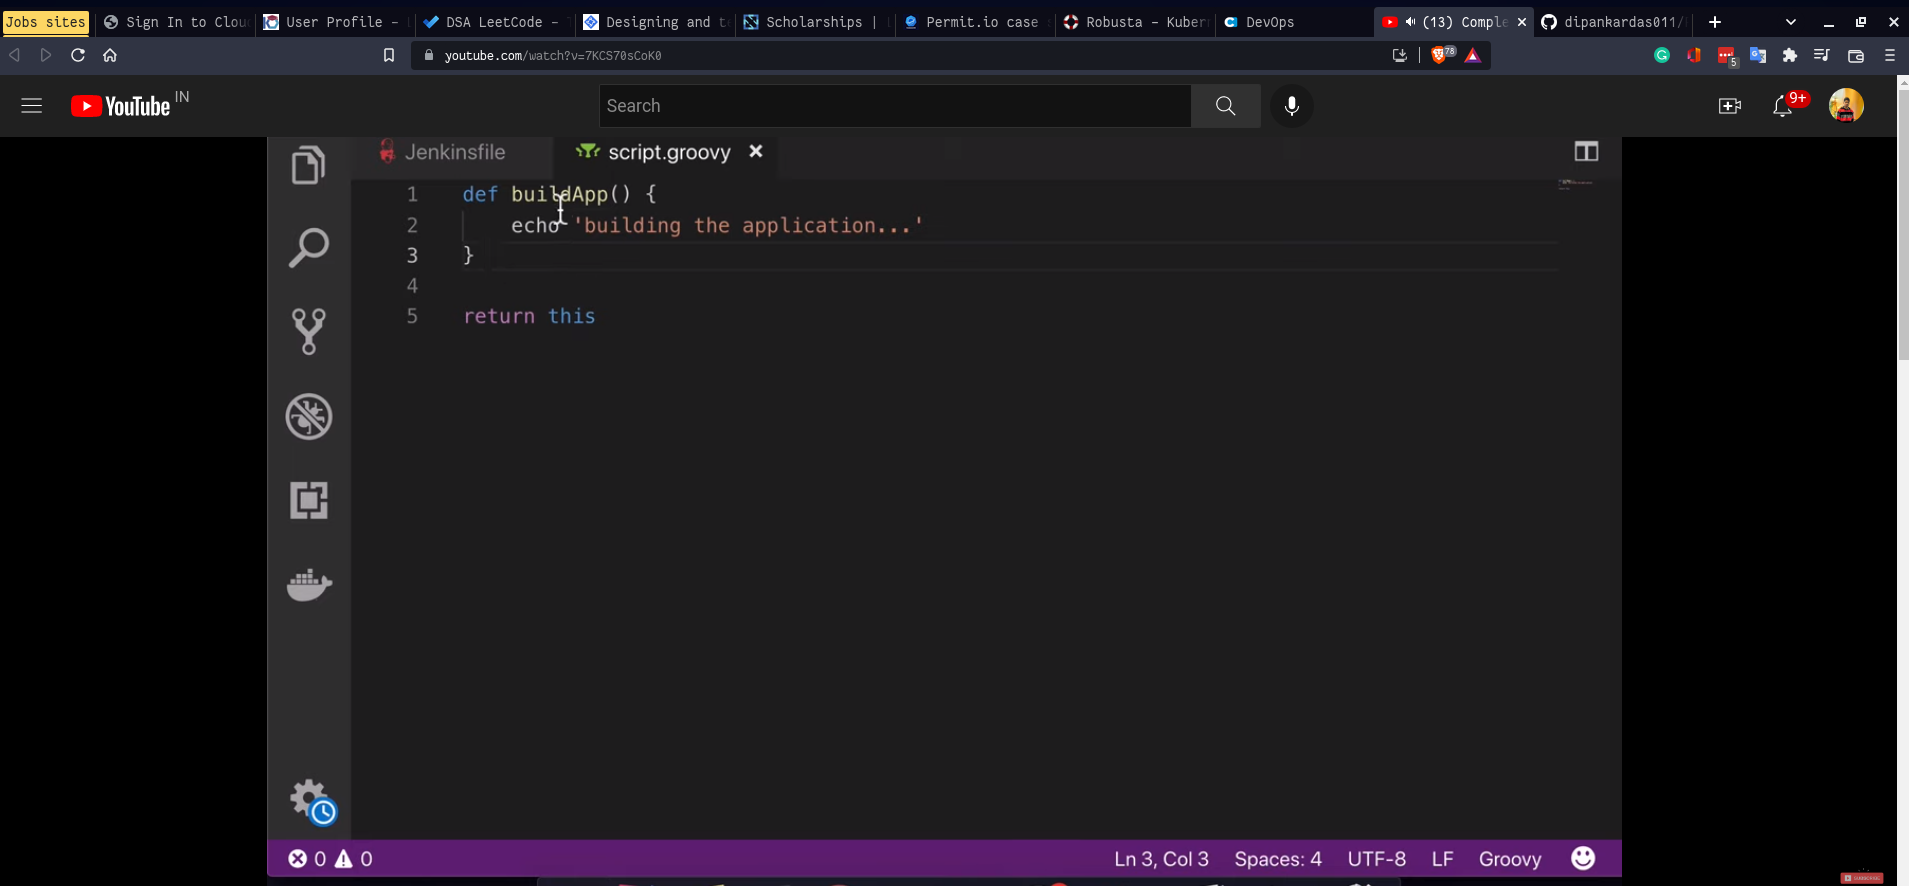 Jobs sites
Sign In to Clou
User Profile –
DSA LeetCode –
Designing and t
Scholarships |
Permit.io case
Robusta – Kuber
DevOps
(13) Comple
dipankardas011/
youtube.com/watch?v=7KCS70sCoK0
78
5
YouTube IN
Search
9+
Jenkinsfile
script.groovy
1 def buildApp() {
2 echo 'building the application...'
3 }
4
5 return this
0 0
Ln 3, Col 3 Spaces: 4 UTF-8 LF Groovy
SUBSCRIBE